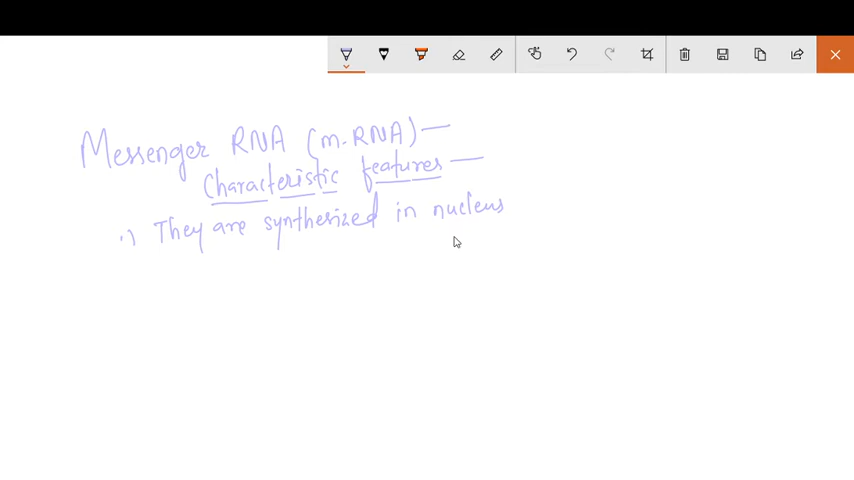 Messenger RNA (m.RNA)—
Characteristic features—
i) They are synthesized in nucleus